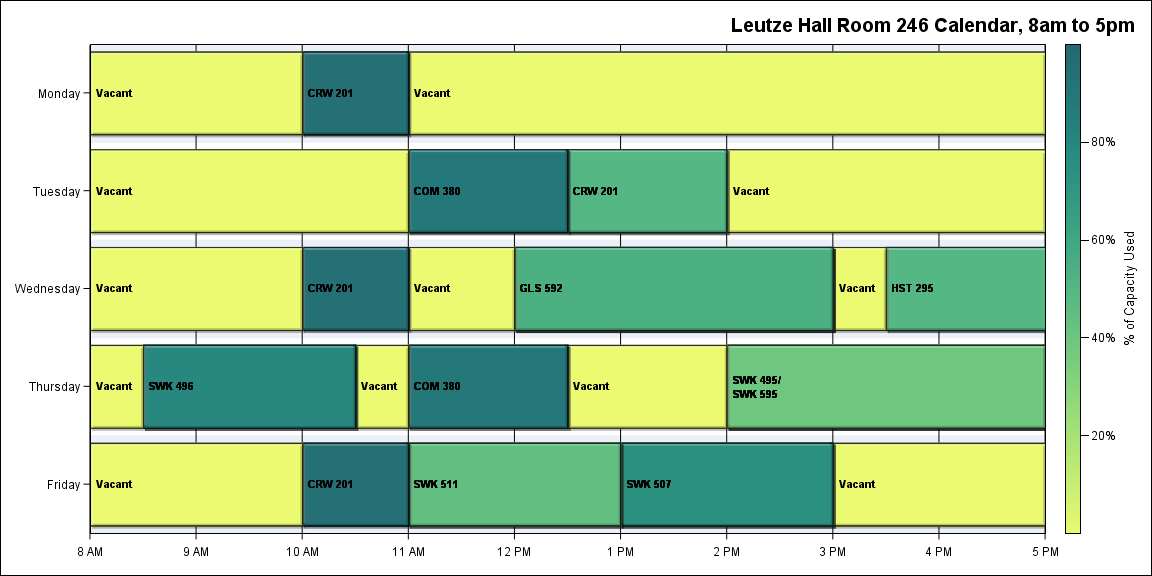 Leutze Hall Room 246 Calendar, 8am to 5pm
Monday
Vacant
CRW 201
Vacant
Tuesday
Vacant
COM 380
CRW 201
Vacant
Wednesday
Vacant
CRW 201
Vacant
GLS 592
Vacant
HST 295
Thursday
Vacant
SWK 496
Vacant
COM 380
Vacant
SWK 495/
SWK 595
Friday
Vacant
CRW 201
SWK 511
SWK 507
Vacant
8 AM
9 AM
10 AM
11 AM
12 PM
1 PM
2 PM
3 PM
4 PM
5 PM
80%
60%
40%
20%
% of Capacity Used